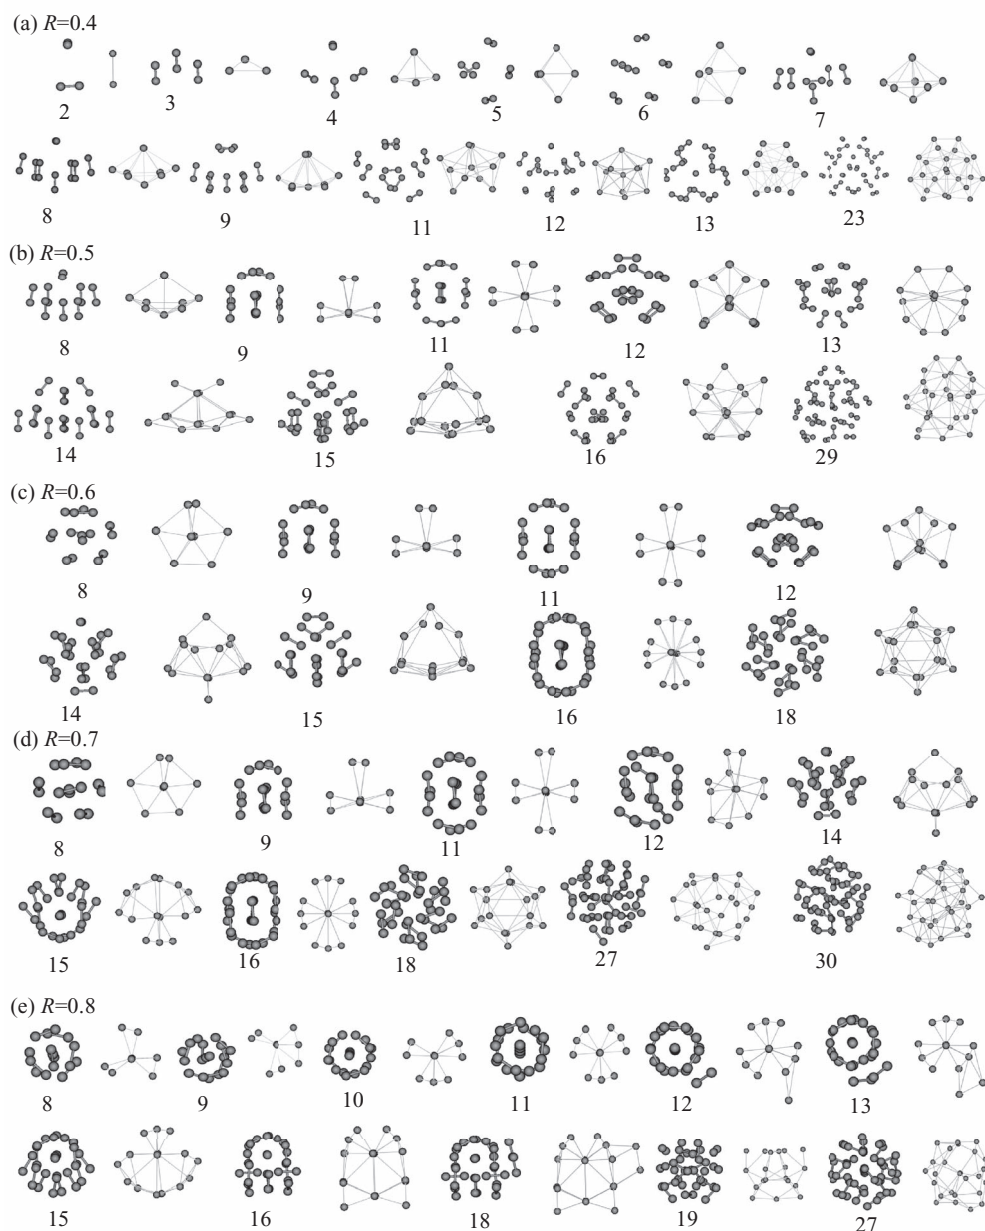 (a) R=0.4
2 3 4 5 6 7
8 9 11 12 13 23
(b) R=0.5
8 9 11 12 13
14 15 16 29
(c) R=0.6
8 9 11 12
14 15 16 18
(d) R=0.7
8 9 11 12 14
15 16 18 27 30
(e) R=0.8
8 9 10 11 12 13
15 16 18 19 27